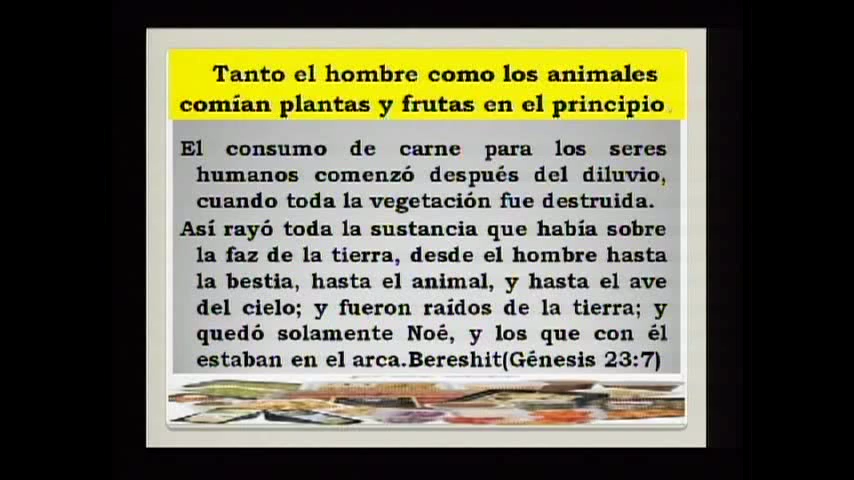 Tanto el hombre como los animales
comían plantas y frutas en el principio.
El consumo de carne para los seres
humanos comenzó después del diluvio,
cuando toda la vegetación fue destruida.
Así rayó toda la sustancia que había sobre
la faz de la tierra, desde el hombre hasta
la bestia, hasta el animal, y hasta el ave
del cielo; y fueron raídos de la tierra; y
quedó solamente Noé, y los que con él
estaban en el arca.Bereshit(Génesis 23:7)